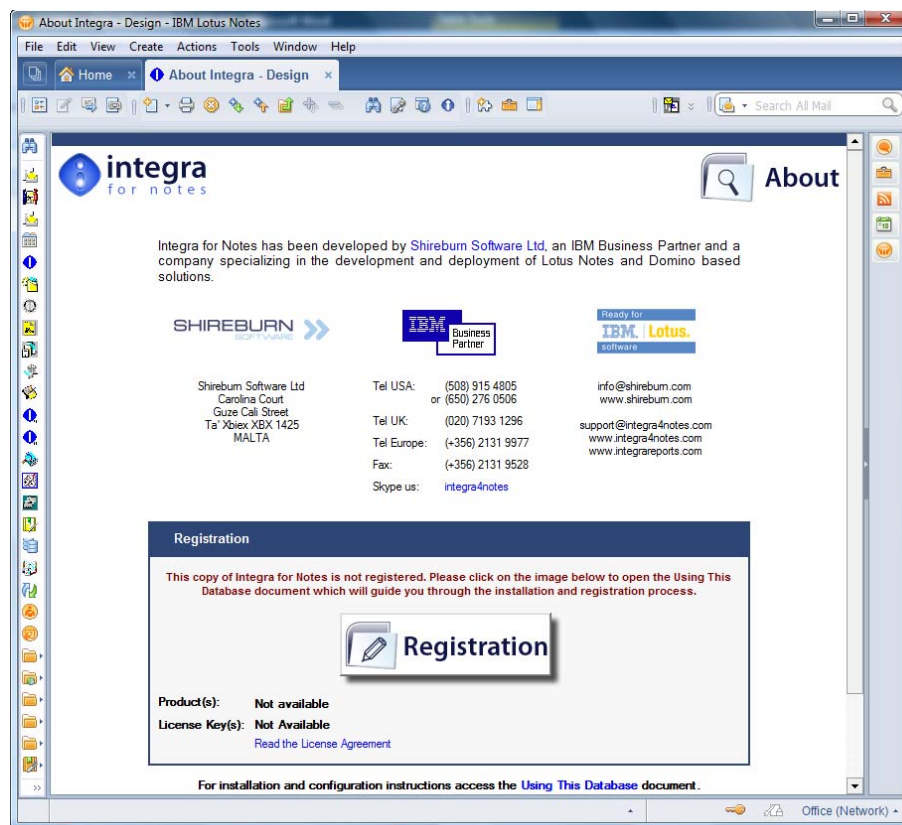 About Integra - Design - IBM Lotus Notes
File Edit View Create Actions Tools Window Help
Home
About Integra - Design
Search All Mail
integra
for notes
About
Integra for Notes has been developed by Shireburn Software Ltd, an IBM Business Partner and a
company specializing in the development and deployment of Lotus Notes and Domino based
solutions.
SHIREBURN
SOFTWARE
IBM
Business
Partner
Ready for
IBM. Lotus.
software
Shireburn Software Ltd
Carolina Court
Guze Cali Street
Ta' Xbiex XBX 1425
MALTA
Tel USA: (508) 915 4805
or (650) 276 0506
Tel UK: (020) 7193 1296
Tel Europe: (+356) 2131 9977
Fax: (+356) 2131 9528
Skype us: integra4notes
info@shireburn.com
www.shireburn.com
support@integra4notes.com
www.integra4notes.com
www.integrareports.com
Registration
This copy of Integra for Notes is not registered. Please click on the image below to open the Using This
Database document which will guide you through the installation and registration process.
Registration
Product(s): Not available
License Key(s): Not Available
Read the License Agreement
For installation and configuration instructions access the Using This Database document.
Office (Network)